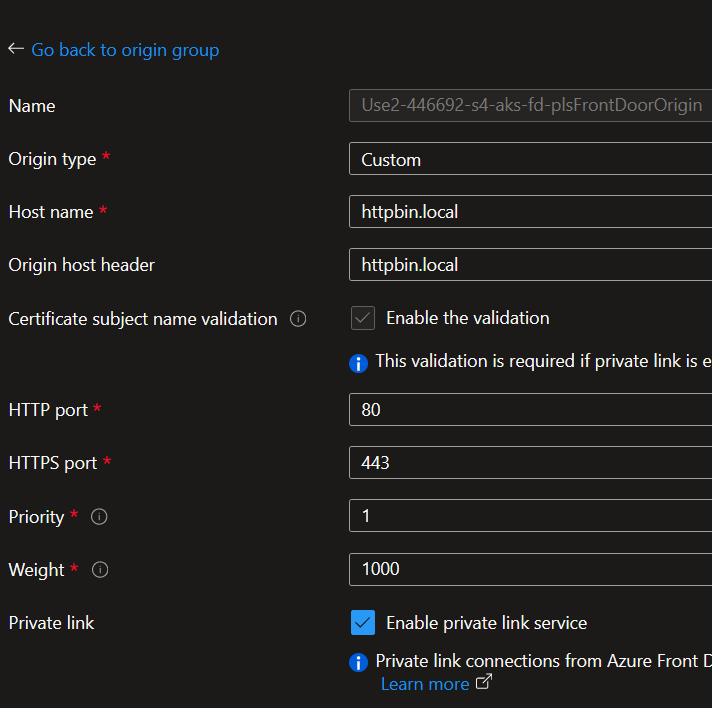 ← Go back to origin group
Name Use2-446692-s4-aks-fd-plsFrontDoorOrigin
Origin type * Custom
Host name * httpbin.local
Origin host header httpbin.local
Certificate subject name validation Enable the validation
This validation is required if private link is e
HTTP port * 80
HTTPS port * 443
Priority * 1
Weight * 1000
Private link Enable private link service
Private link connections from Azure Front D
Learn more